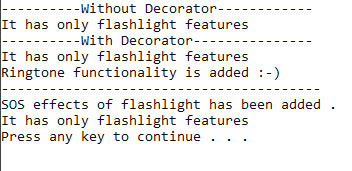 ----------Without Decorator------------
It has only flashlight features
----------With Decorator---------------
It has only flashlight features
Ringtone functionality is added :-)
----------------------------------------
SOS effects of flashlight has been added .
It has only flashlight features
Press any key to continue . . .